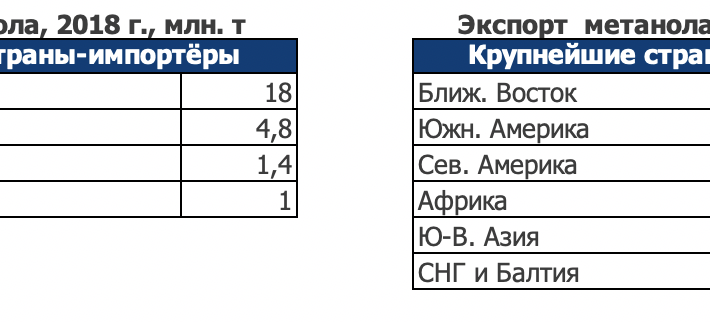 ола, 2018 г., млн. т
траны-импортёры
18
4,8
1,4
1
Экспорт метанола
Крупнейшие стра
Ближ. Восток
Южн. Америка
Сев. Америка
Африка
Ю-В. Азия
СНГ и Балтия